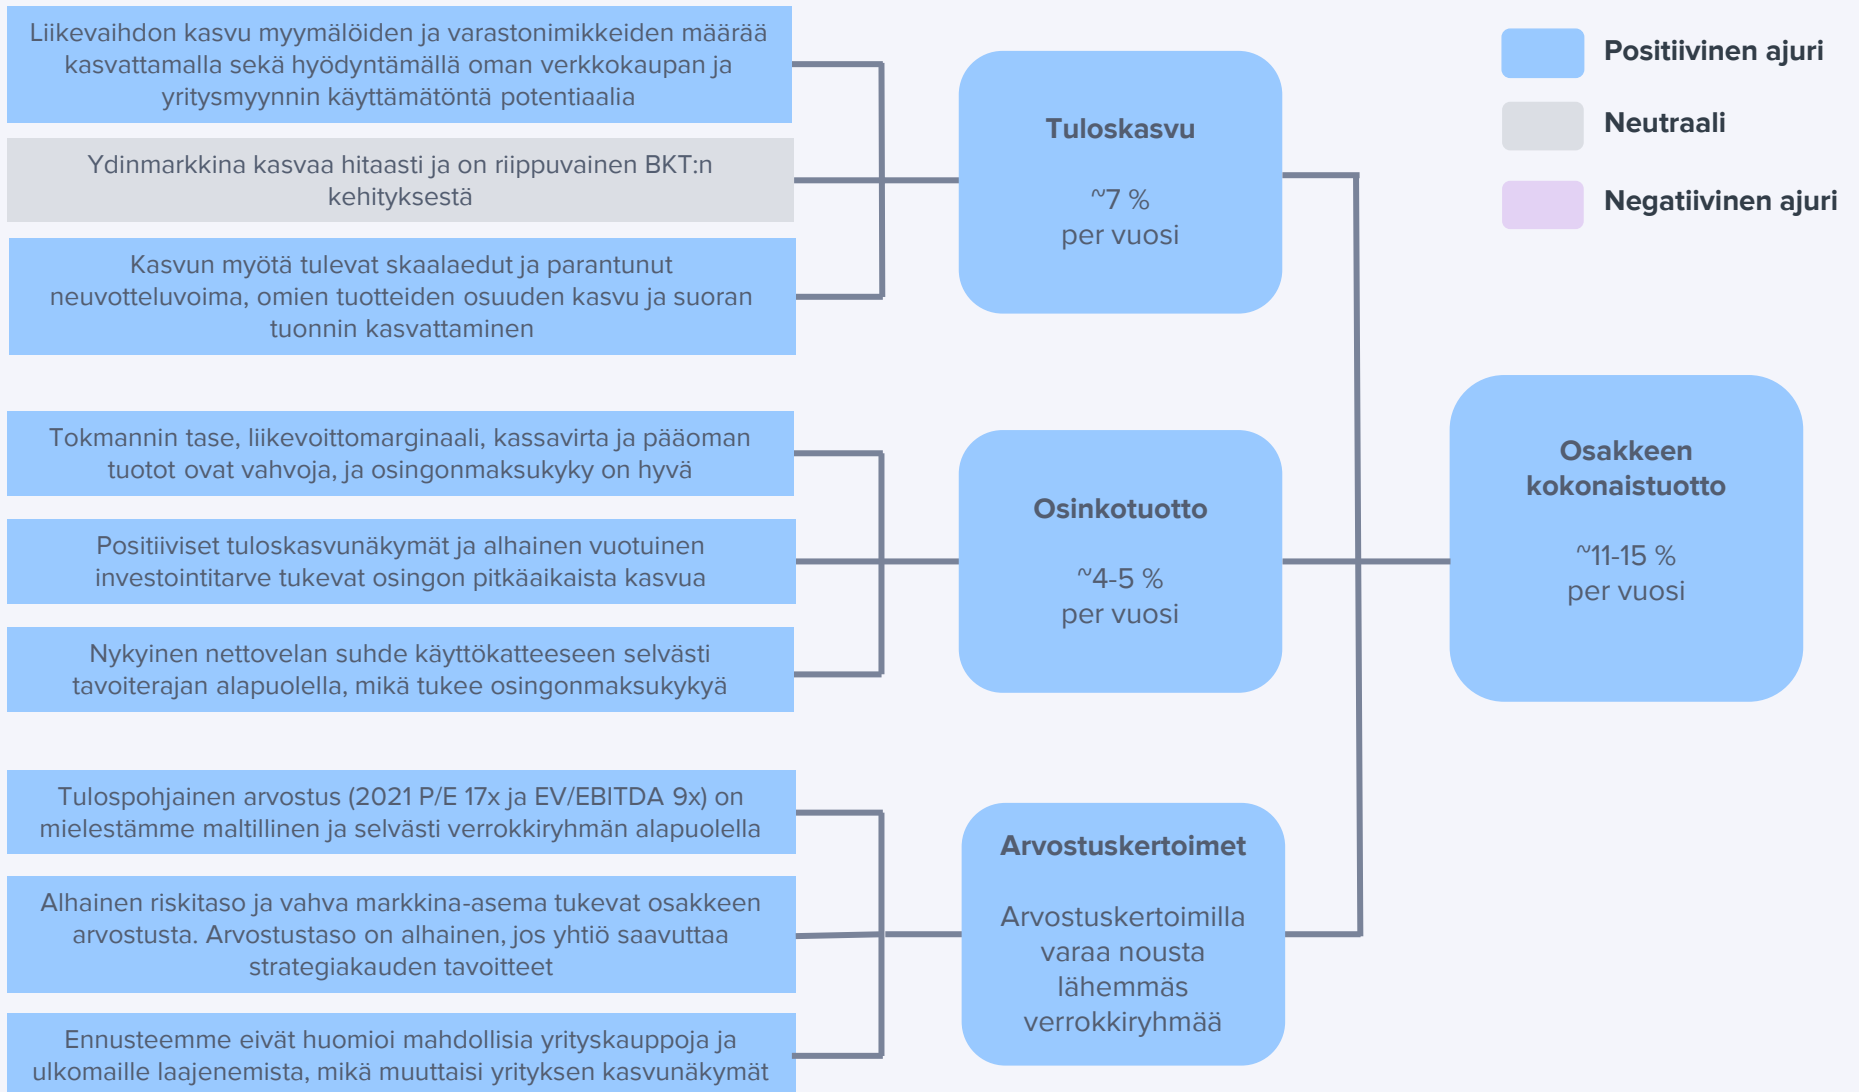 Liikevaihdon kasvu myymälöiden ja varastonimikkeiden määrää
kasvattamalla sekä hyödyntämällä oman verkkokaupan ja
yritysmyynnin käyttämätöntä potentiaalia
Ydinmarkkina kasvaa hitaasti ja on riippuvainen BKT:n
kehityksestä
Kasvun myötä tulevat skaalaedut ja parantunut
neuvotteluvoima, omien tuotteiden osuuden kasvu ja suoran
tuonnin kasvattaminen
Tuloskasvu
~7 %
per vuosi
Positiivinen ajuri
Neutraali
Negatiivinen ajuri
Tokmannin tase, liikevoittomarginaali, kassavirta ja pääoman
tuotot ovat vahvoja, ja osingonmaksukyky on hyvä
Positiiviset tuloskasvunäkymät ja alhainen vuotuinen
investointitarve tukevat osingon pitkäaikaista kasvua
Nykyinen nettovelan suhde käyttökatteeseen selvästi
tavoiterajan alapuolella, mikä tukee osingonmaksukykyä
Osinkotuotto
~4-5 %
per vuosi
Osakkeen
kokonaistuotto
~11-15 %
per vuosi
Tulospohjainen arvostus (2021 P/E 17x ja EV/EBITDA 9x) on
mielestämme maltillinen ja selvästi verrokkiryhmän alapuolella
Alhainen riskitaso ja vahva markkina-asema tukevat osakkeen
arvostusta. Arvostustaso on alhainen, jos yhtiö saavuttaa
strategiakauden tavoitteet
Ennusteemme eivät huomioi mahdollisia yrityskauppoja ja
ulkomaille laajenemista, mikä muuttaisi yrityksen kasvunäkymät
Arvostuskertoimet
Arvostuskertoimilla
varaa nousta
lähemmäs
verrokkiryhmää